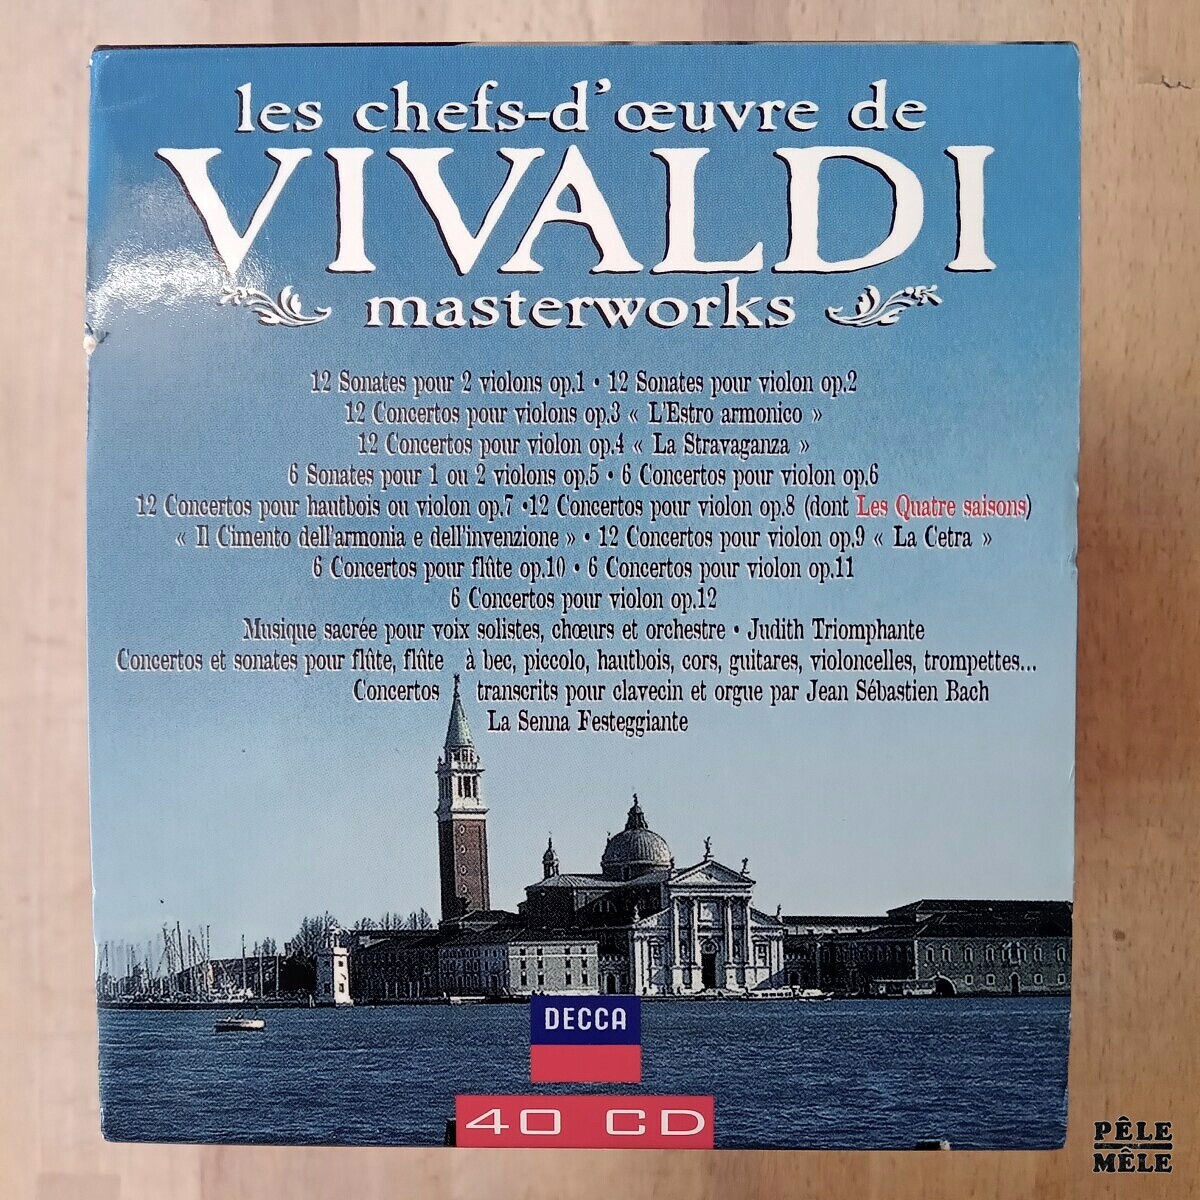 les chefs-d'œuvre de
VIVALDI
masterworks
12 Sonates pour 2 violons op.1 • 12 Sonates pour violon op.2
12 Concertos pour violons op.3 « L'Estro armonico »
12 Concertos pour violon op.4 « La Stravaganza »
6 Sonates pour 1 ou 2 violons op.5 • 6 Concertos pour violon op.6
12 Concertos pour hautbois ou violon op.7 •12 Concertos pour violon op.8 (dont Les Quatre saisons)
« Il Cimento dell'armonia e dell'invenzione » • 12 Concertos pour violon op.9 « La Cetra »
6 Concertos pour flûte op.10 • 6 Concertos pour violon op.11
6 Concertos pour violon op.12
Musique sacrée pour voix solistes, chœurs et orchestre • Judith Triomphante
Concertos et sonates pour flûte, flûte à bec, piccolo, hautbois, cors, guitares, violoncelles, trompettes...
Concertos transcrits pour clavecin et orgue par Jean Sébastien Bach
La Senna Festeggiante
DECCA
40 CD
PÊLE
MÊLE